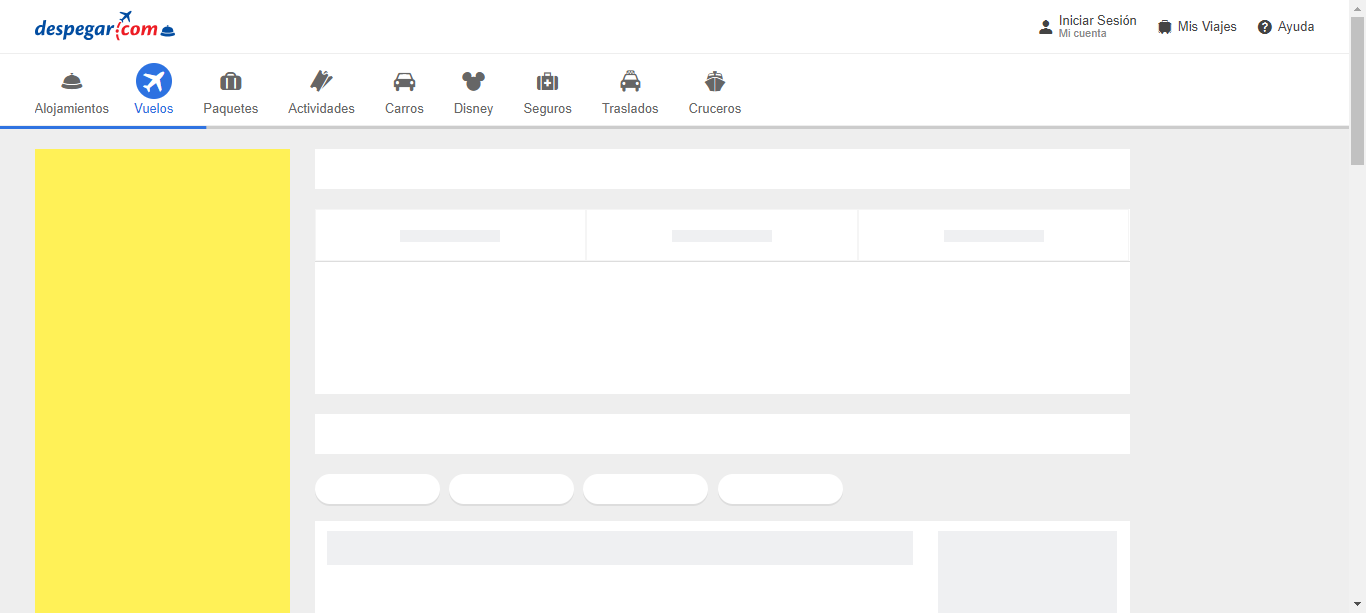 despegar.com
Iniciar Sesión
Mi cuenta
Mis Viajes
Ayuda
Alojamientos
Vuelos
Paquetes
Actividades
Carros
Disney
Seguros
Traslados
Cruceros